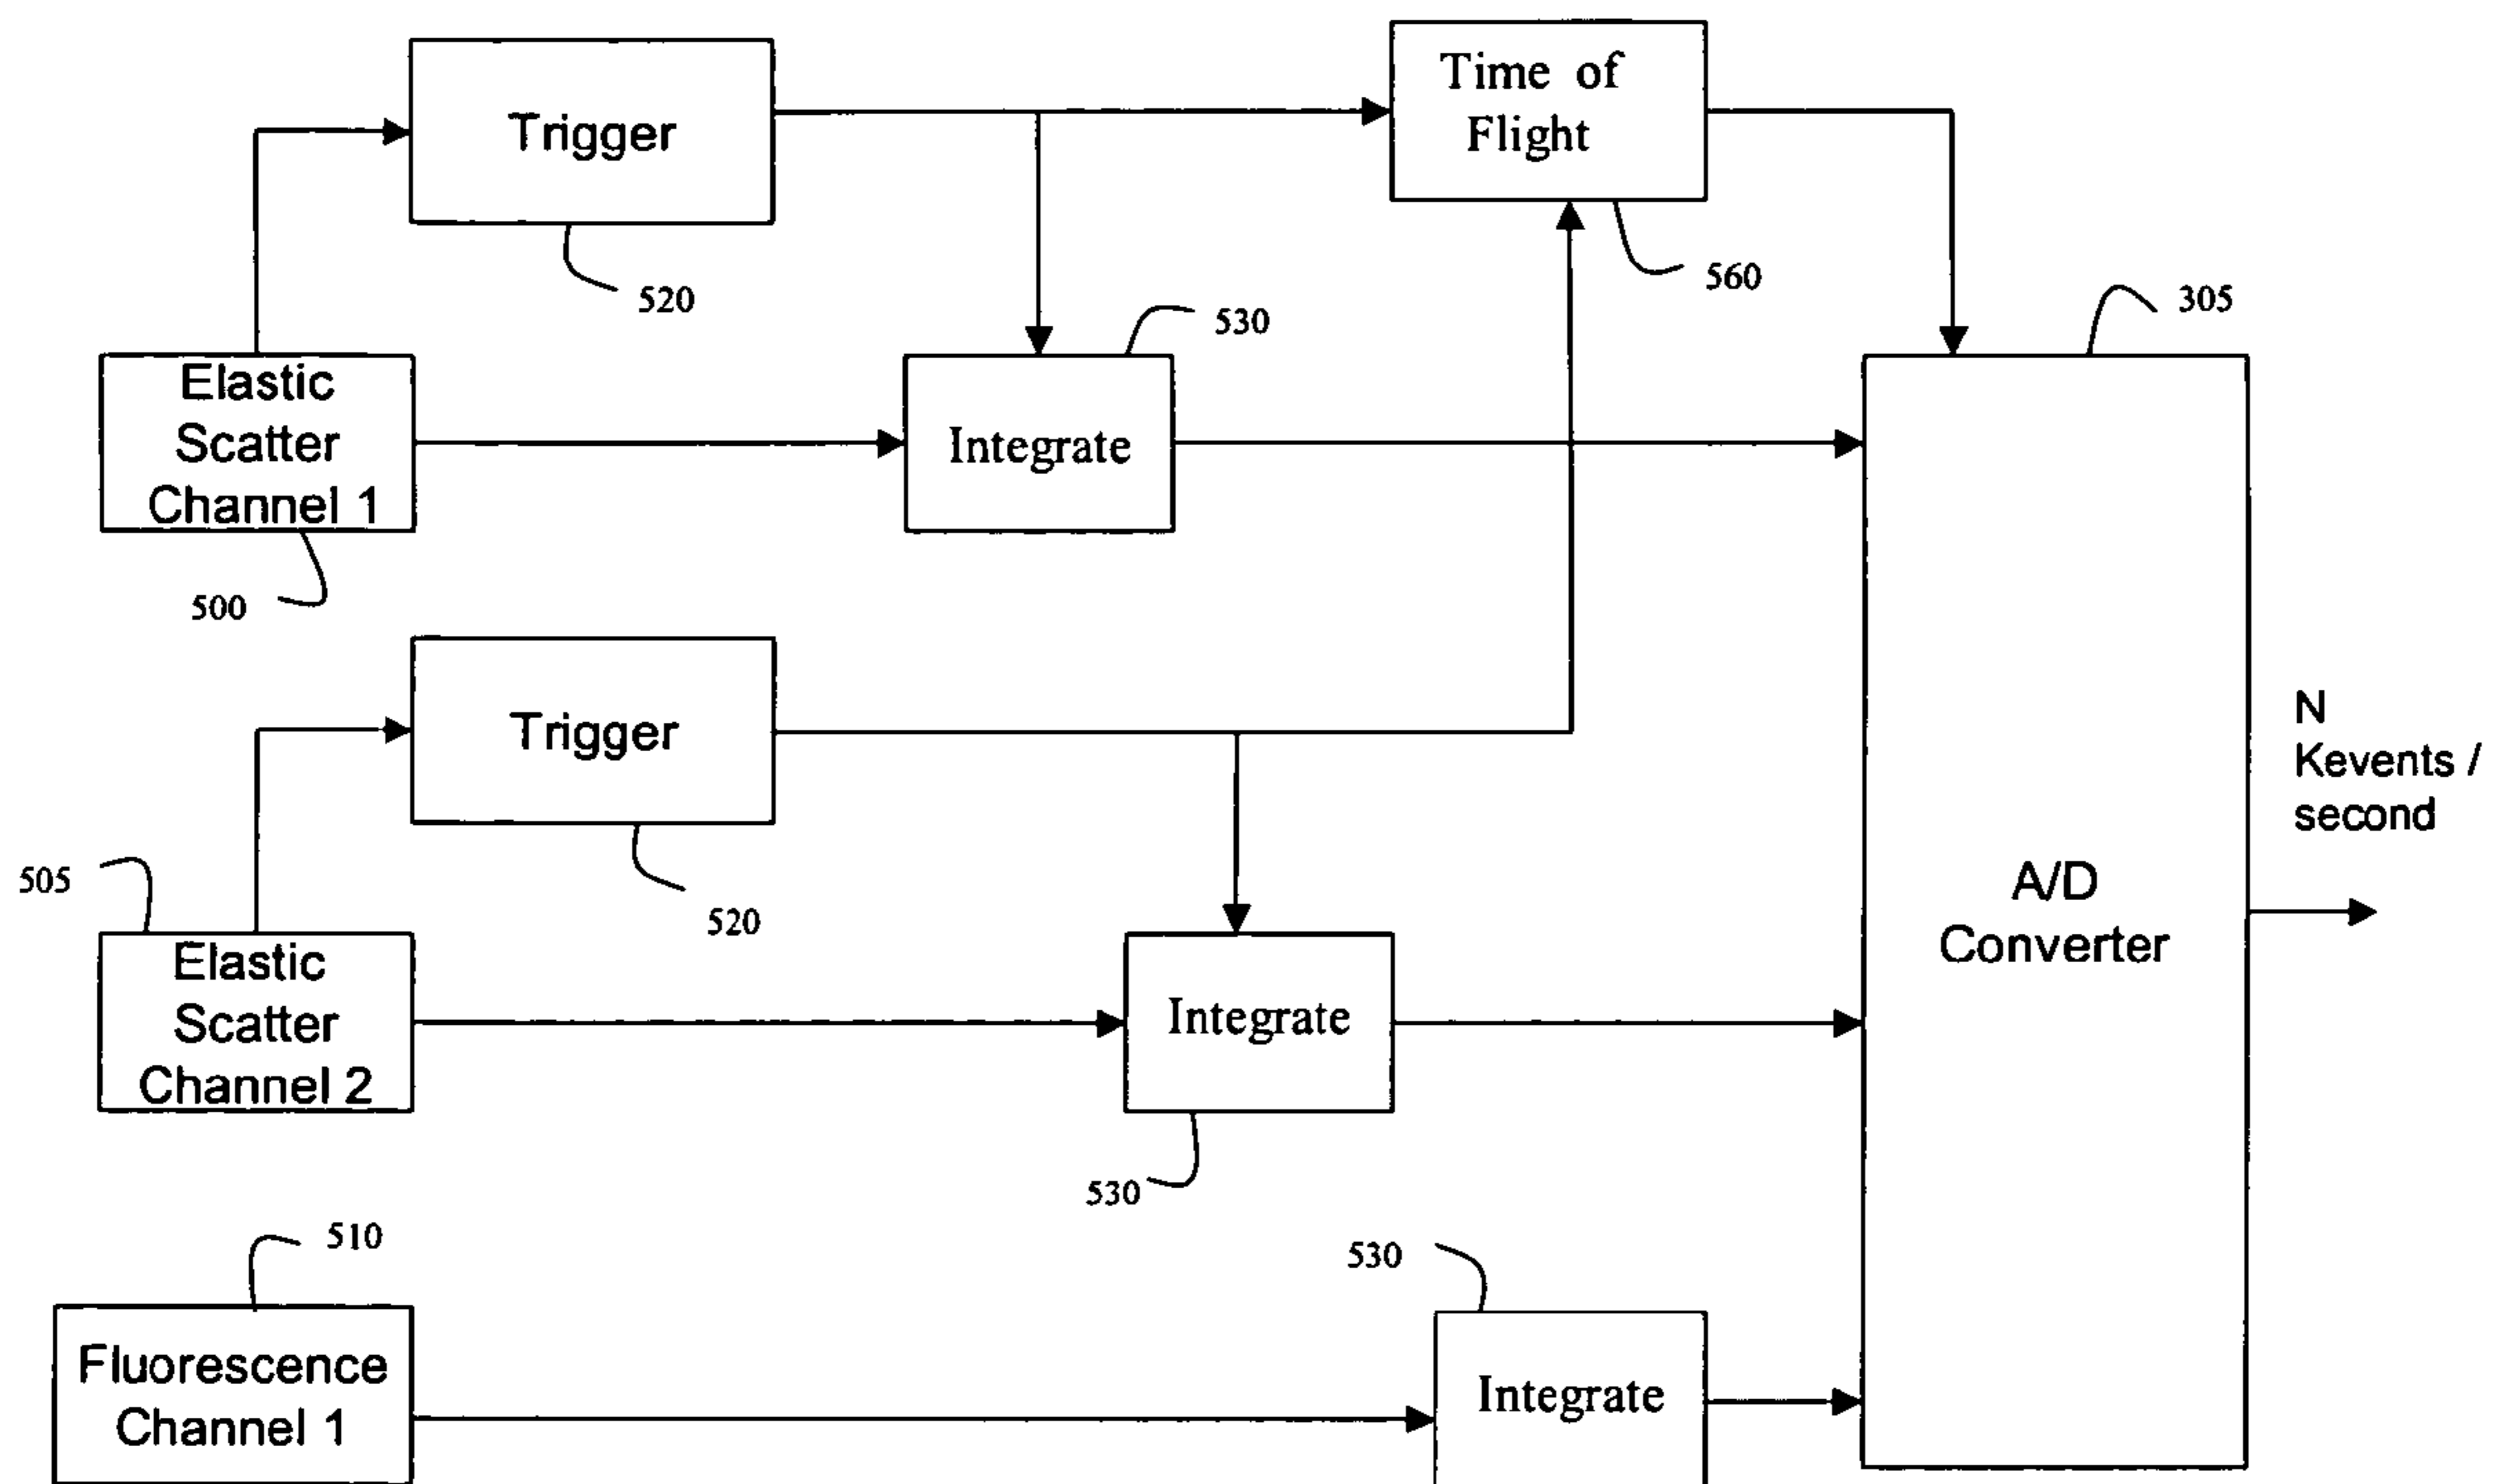 Time of
Flight
Trigger
560
520
530
305
Elastic
Scatter
Channel 1
Integrate
500
Trigger
N
Kevents /
second
505
520
A/D
Converter
Elastic
Scatter
Channel 2
Integrate
530
510
530
Fluorescence
Channel 1
Integrate